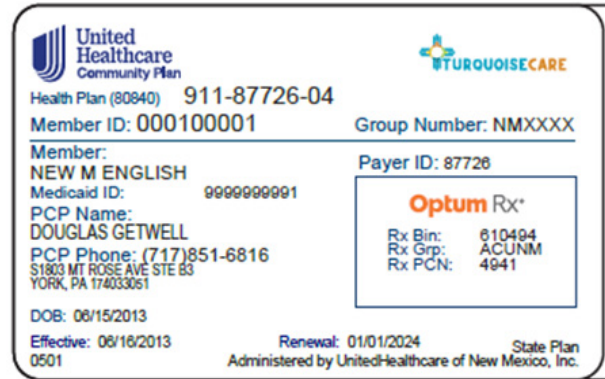 United
Healthcare
Community Plan
TURQUOISECARE
Health Plan (80840) 911-87726-04
Member ID: 000100001 Group Number: NMXXXX
Member:
NEW M ENGLISH
Medicaid ID: 9999999991
PCP Name:
DOUGLAS GETWELL
PCP Phone: (717)851-6816
S1803 MT ROSE AVE STE B3
YORK, PA 174033051
Payer ID: 87726
Optum Rx
Rx Bin: 610494
Rx Grp: ACUNM
Rx PCN: 4941
DOB: 06/15/2013
Effective: 06/16/2013 Renewal: 01/01/2024 State Plan
0501 Administered by UnitedHealthcare of New Mexico, Inc.